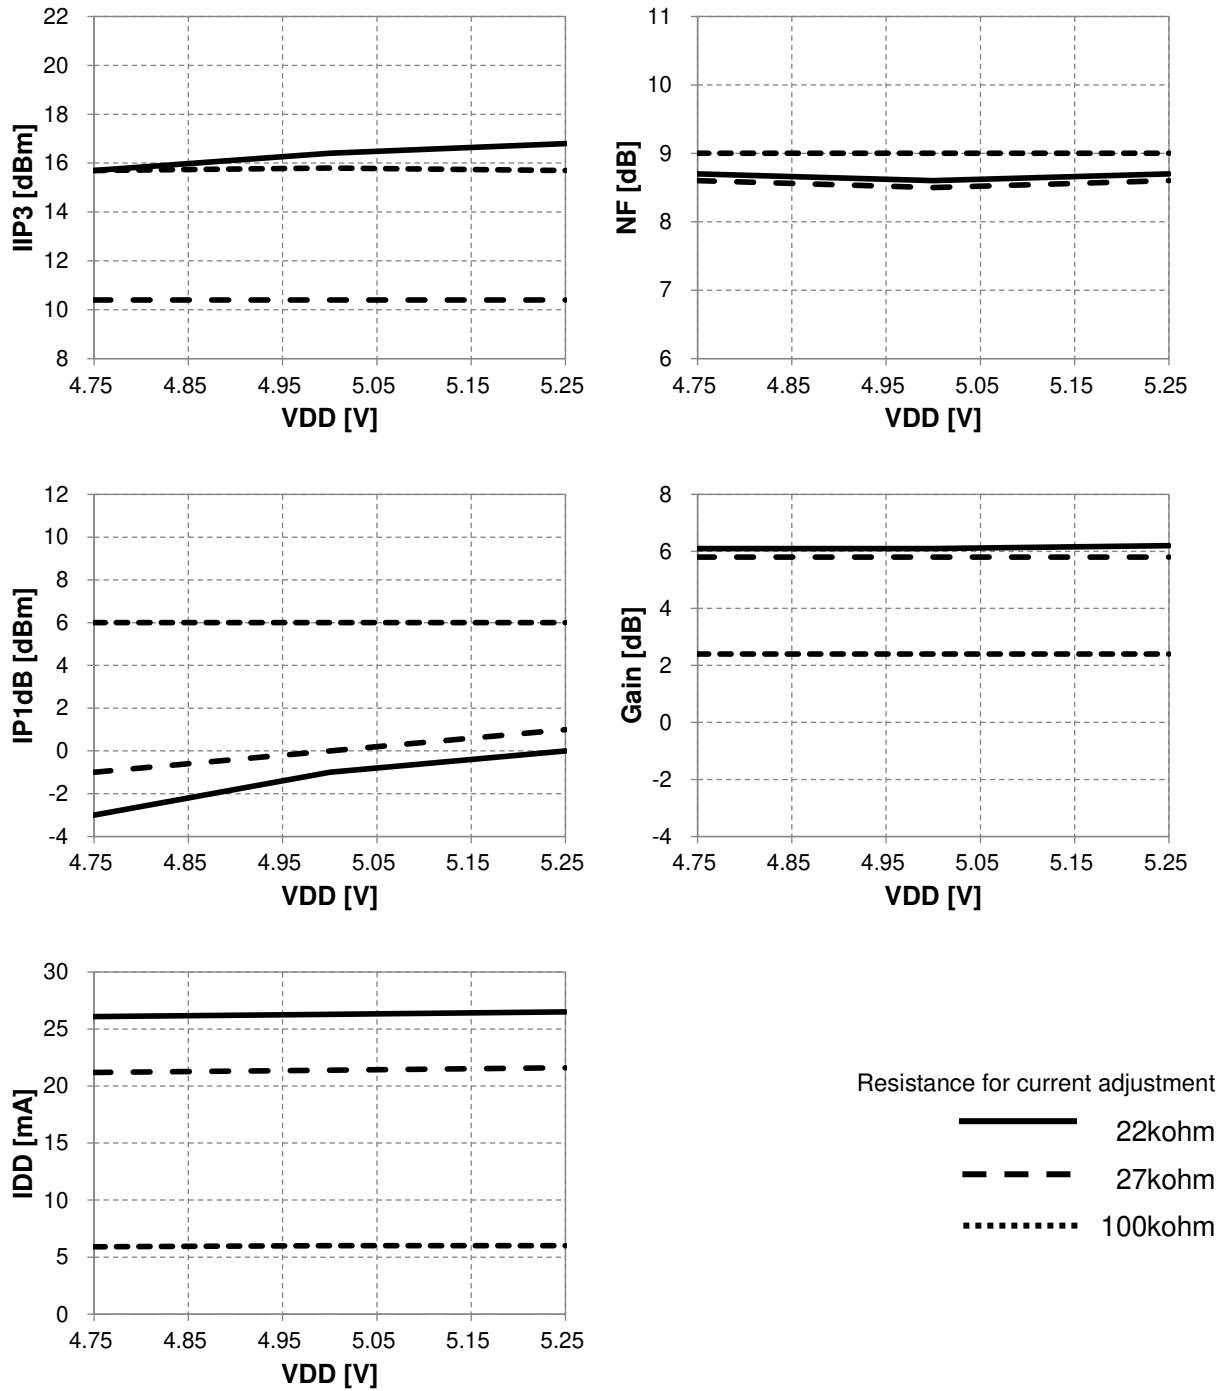 22
20
18
16
14
12
10
8
IIP3 [dBm]
4.75 4.85 4.95 5.05 5.15 5.25
VDD [V]
11
10
9
8
7
6
NF [dB]
4.75 4.85 4.95 5.05 5.15 5.25
VDD [V]
12
10
8
6
4
2
0
-2
-4
IP1dB [dBm]
4.75 4.85 4.95 5.05 5.15 5.25
VDD [V]
8
6
4
2
0
-2
-4
Gain [dB]
4.75 4.85 4.95 5.05 5.15 5.25
VDD [V]
30
25
20
15
10
5
0
IDD [mA]
4.75 4.85 4.95 5.05 5.15 5.25
VDD [V]
Resistance for current adjustment
22kohm
27kohm
100kohm